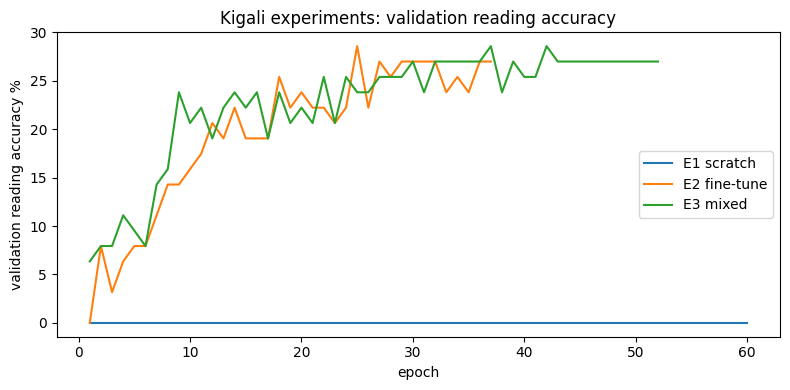 Kigali experiments: validation reading accuracy
validation reading accuracy %
30
25
20
15
10
5
0
E1 scratch
E2 fine-tune
E3 mixed
0 10 20 30 40 50 60
epoch